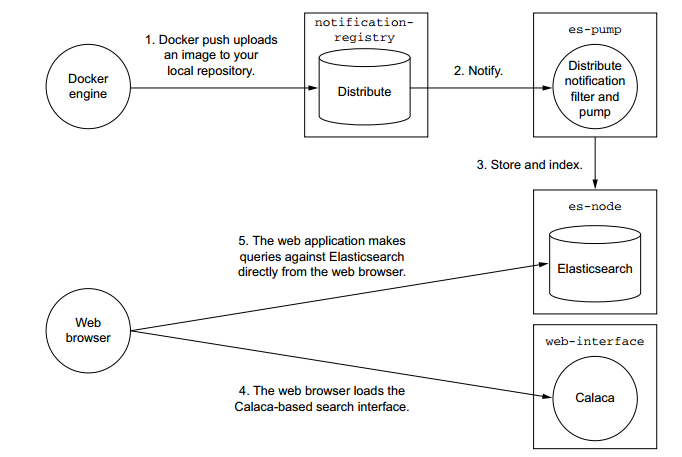 notification-
registry
es-pump
1. Docker push uploads
an image to your
local repository.
Docker
engine
Distribute
2. Notify.
Distribute
notification
filter and
pump
3. Store and index.
es-node
5. The web application makes
queries against Elasticsearch
directly from the web browser.
Elasticsearch
Web
browser
web-interface
4. The web browser loads the
Calaca-based search interface.
Calaca